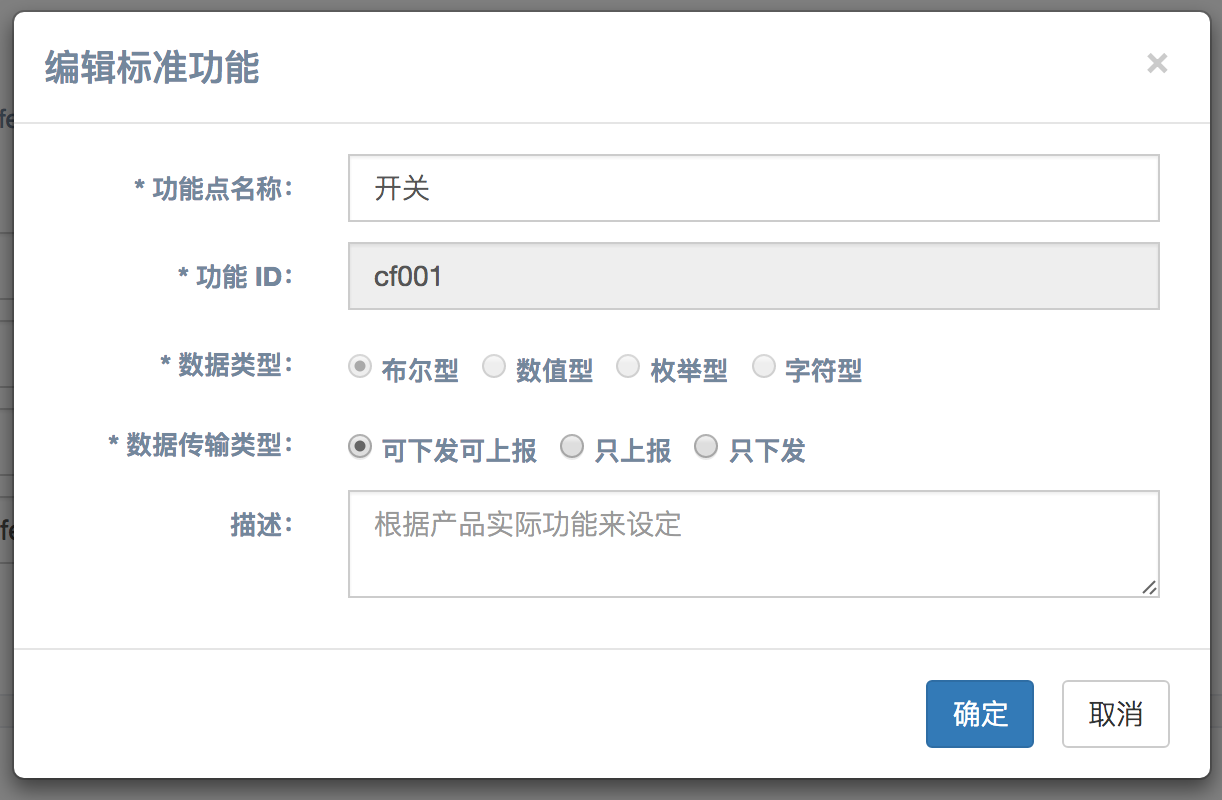 编辑标准功能
×
fe
* 功能点名称： 开关
* 功能 ID： cf001
* 数据类型： 布尔型 数值型 枚举型 字符型
* 数据传输类型： 可下发可上报 只上报 只下发
fe
描述： 根据产品实际功能来设定
确定 取消